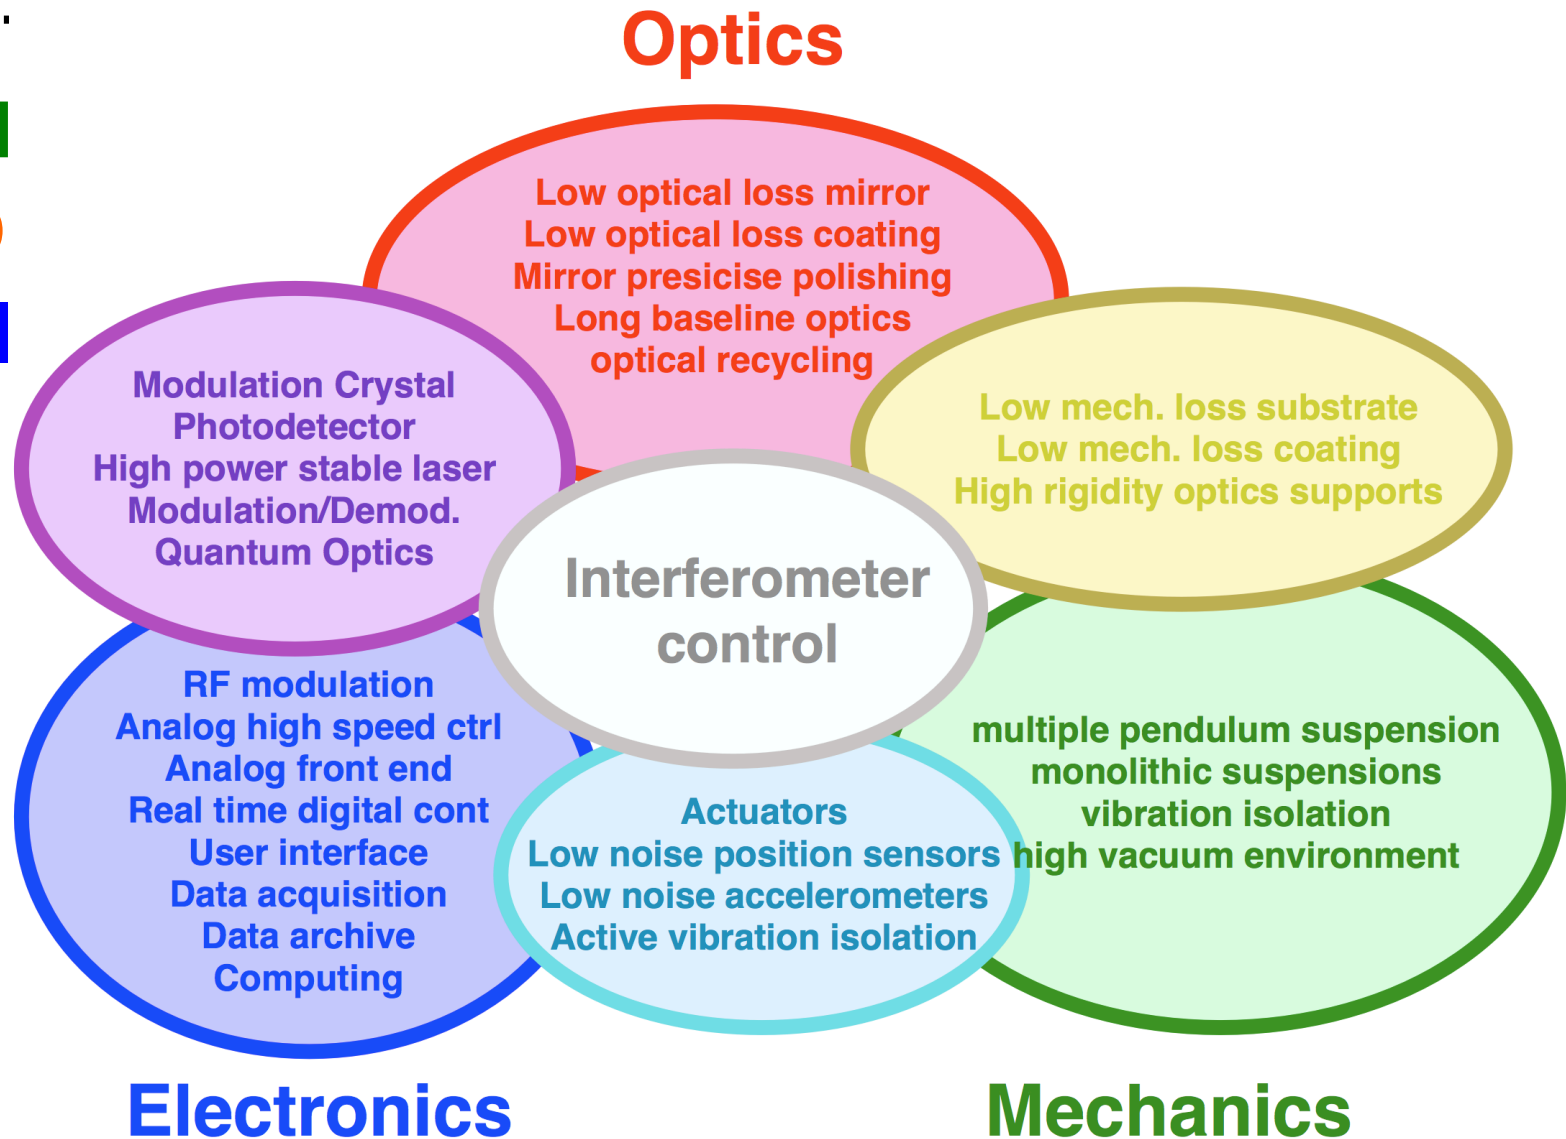 Optics
Low optical loss mirror
Low optical loss coating
Mirror presicise polishing
Long baseline optics
optical recycling
Modulation Crystal
Photodetector
High power stable laser
Modulation/Demod.
Quantum Optics
Low mech. loss substrate
Low mech. loss coating
High rigidity optics supports
Interferometer
control
RF modulation
Analog high speed ctrl
Analog front end
Real time digital cont
User interface
Data acquisition
Data archive
Computing
Actuators
Low noise position sensors
Low noise accelerometers
Active vibration isolation
multiple pendulum suspension
monolithic suspensions
vibration isolation
high vacuum environment
Electronics
Mechanics